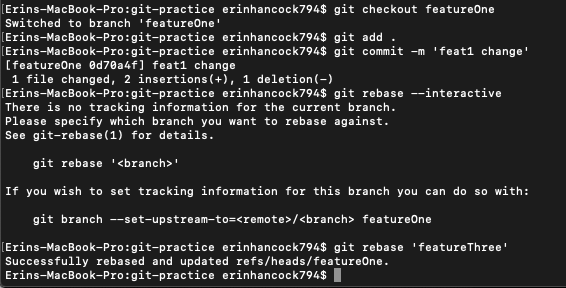 [Erins-MacBook-Pro:git-practice erinhancock794$ git checkout featureOne
Switched to branch 'featureOne'
[Erins-MacBook-Pro:git-practice erinhancock794$ git add .
[Erins-MacBook-Pro:git-practice erinhancock794$ git commit -m 'feat1 change'
[featureOne 0d70a4f] feat1 change
 1 file changed, 2 insertions(+), 1 deletion(-)
[Erins-MacBook-Pro:git-practice erinhancock794$ git rebase --interactive
There is no tracking information for the current branch.
Please specify which branch you want to rebase against.
See git-rebase(1) for details.
    git rebase '<branch>'
If you wish to set tracking information for this branch you can do so with:
    git branch --set-upstream-to=<remote>/<branch> featureOne
[Erins-MacBook-Pro:git-practice erinhancock794$ git rebase 'featureThree'
Successfully rebased and updated refs/heads/featureOne.
Erins-MacBook-Pro:git-practice erinhancock794$